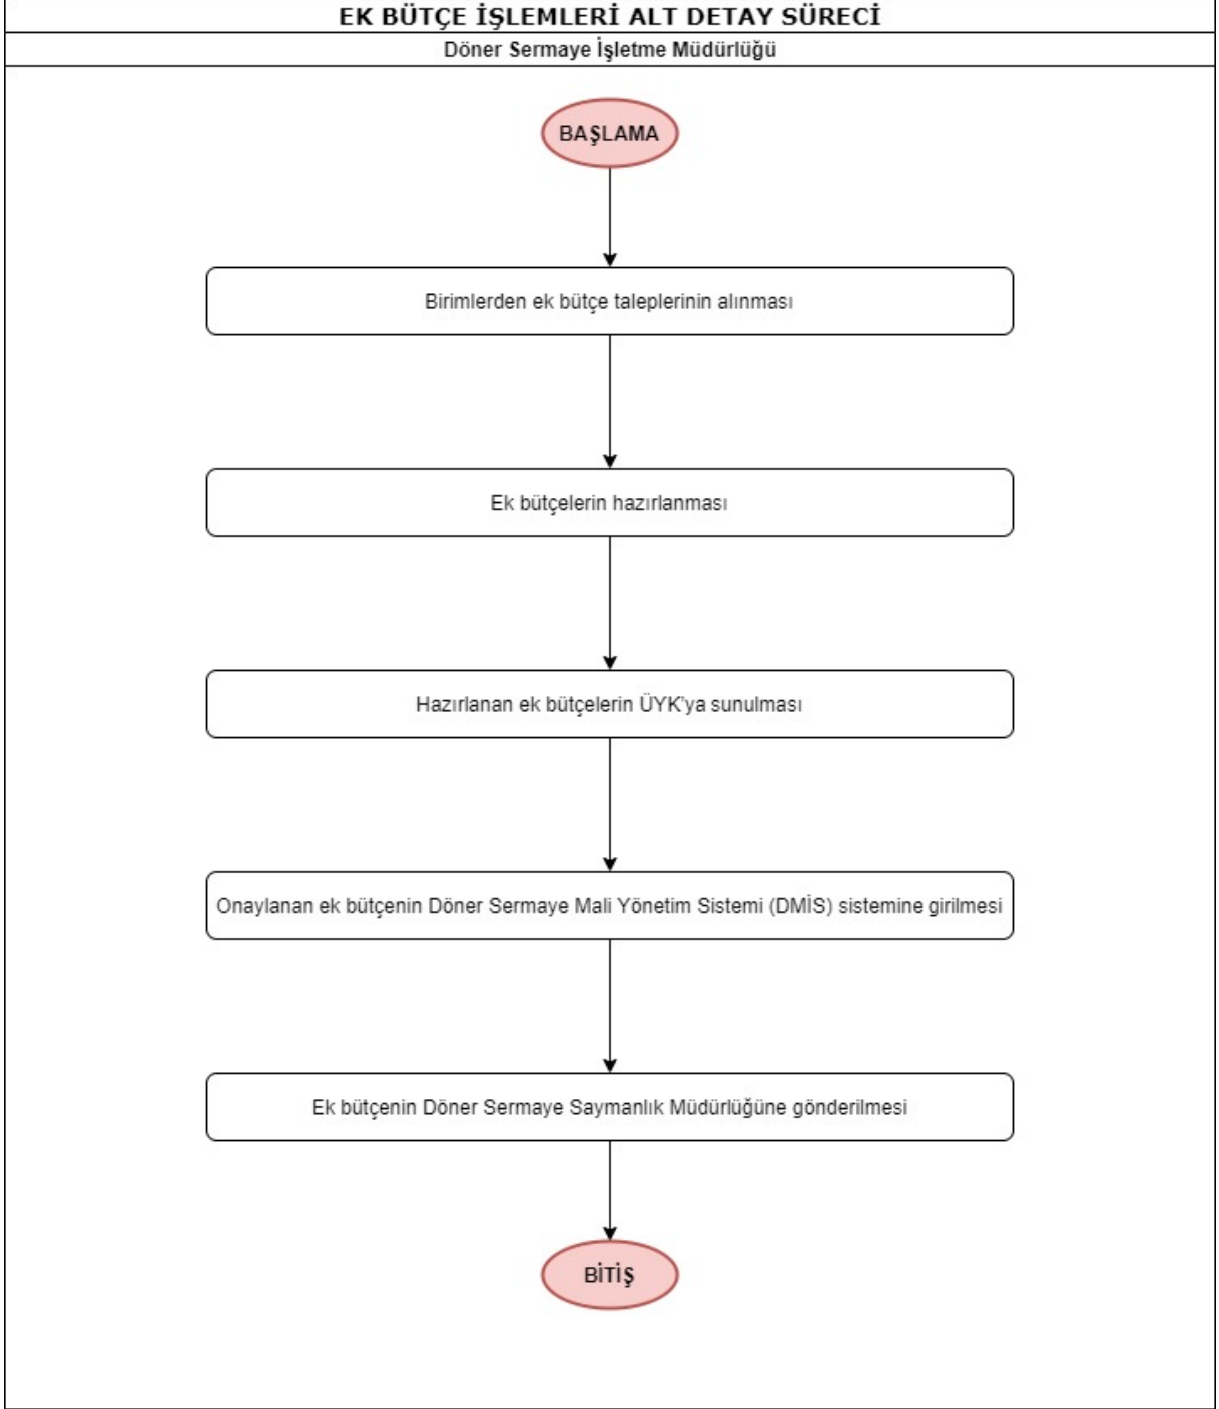 EK BÜTÇE İŞLEMLERİ ALT DETAY SÜRECİ
Döner Sermaye İşletme Müdürlüğü
BAŞLAMA
Birimlerden ek bütçe taleplerinin alınması
Ek bütçelerin hazırlanması
Hazırlanan ek bütçelerin ÜYK'ya sunulması
Onaylanan ek bütçenin Döner Sermaye Mali Yönetim Sistemi (DMİS) sistemine girilmesi
Ek bütçenin Döner Sermaye Saymanlık Müdürlüğüne gönderilmesi
BİTİŞ